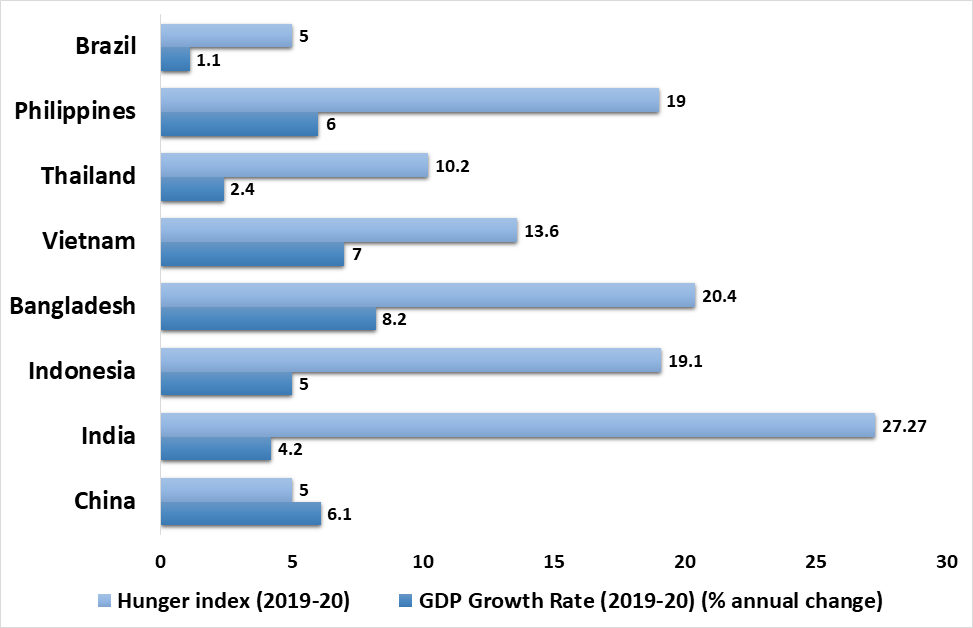 Brazil
5
1.1
Philippines
19
6
Thailand
10.2
2.4
Vietnam
13.6
7
Bangladesh
20.4
8.2
Indonesia
19.1
5
India
27.27
4.2
China
5
6.1
0 5 10 15 20 25 30
Hunger index (2019-20) GDP Growth Rate (2019-20) (% annual change)